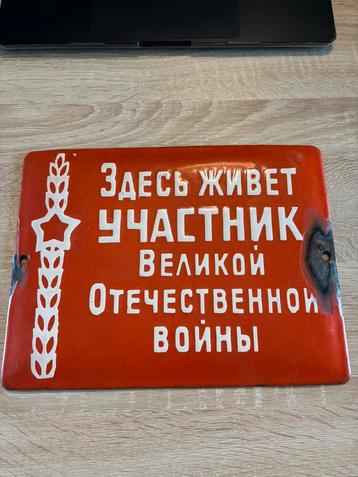 Здесь живет
участник
Великой
Отечественной
войны